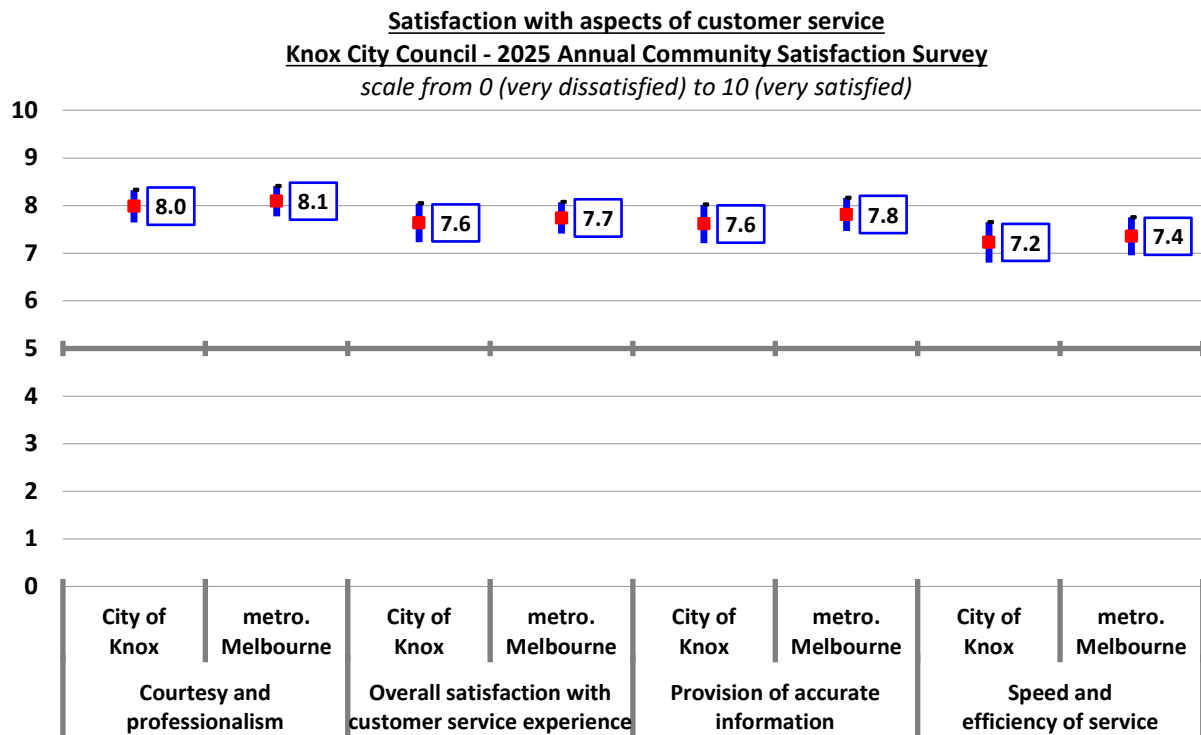 Satisfaction with aspects of customer service
Knox City Council - 2025 Annual Community Satisfaction Survey
scale from 0 (very dissatisfied) to 10 (very satisfied)
10
9
8
7
6
5
4
3
2
1
0
8.0
8.1
7.6
7.7
7.6
7.8
7.2
7.4
City of
Knox
metro.
Melbourne
City of
Knox
metro.
Melbourne
City of
Knox
metro.
Melbourne
City of
Knox
metro.
Melbourne
Courtesy and
professionalism
Overall satisfaction with
customer service experience
Provision of accurate
information
Speed and
efficiency of service